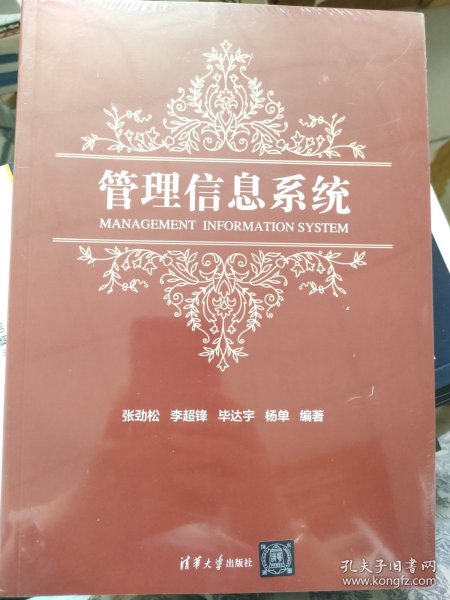 管理信息系统
MANAGEMENT INFORMATION SYSTEM
张劲松 李超锋 毕达宇 杨单 编著
清华大学出版社
孔夫子旧书网
www.kongfz.com